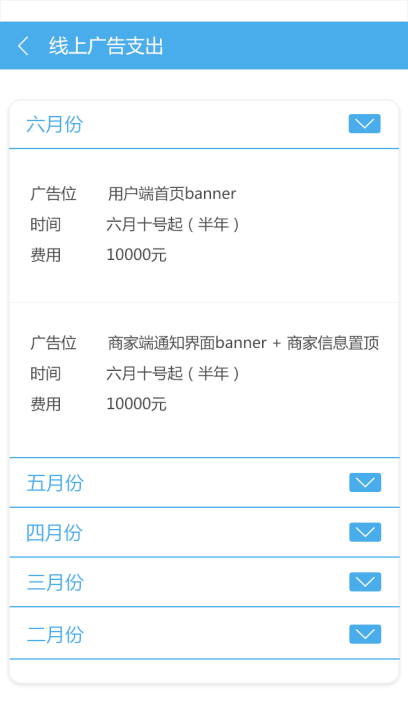 线上广告支出
六月份
广告位 用户端首页banner
时间 六月十号起（半年）
费用 10000元
广告位 商家端通知界面banner + 商家信息置顶
时间 六月十号起（半年）
费用 10000元
五月份
四月份
三月份
二月份